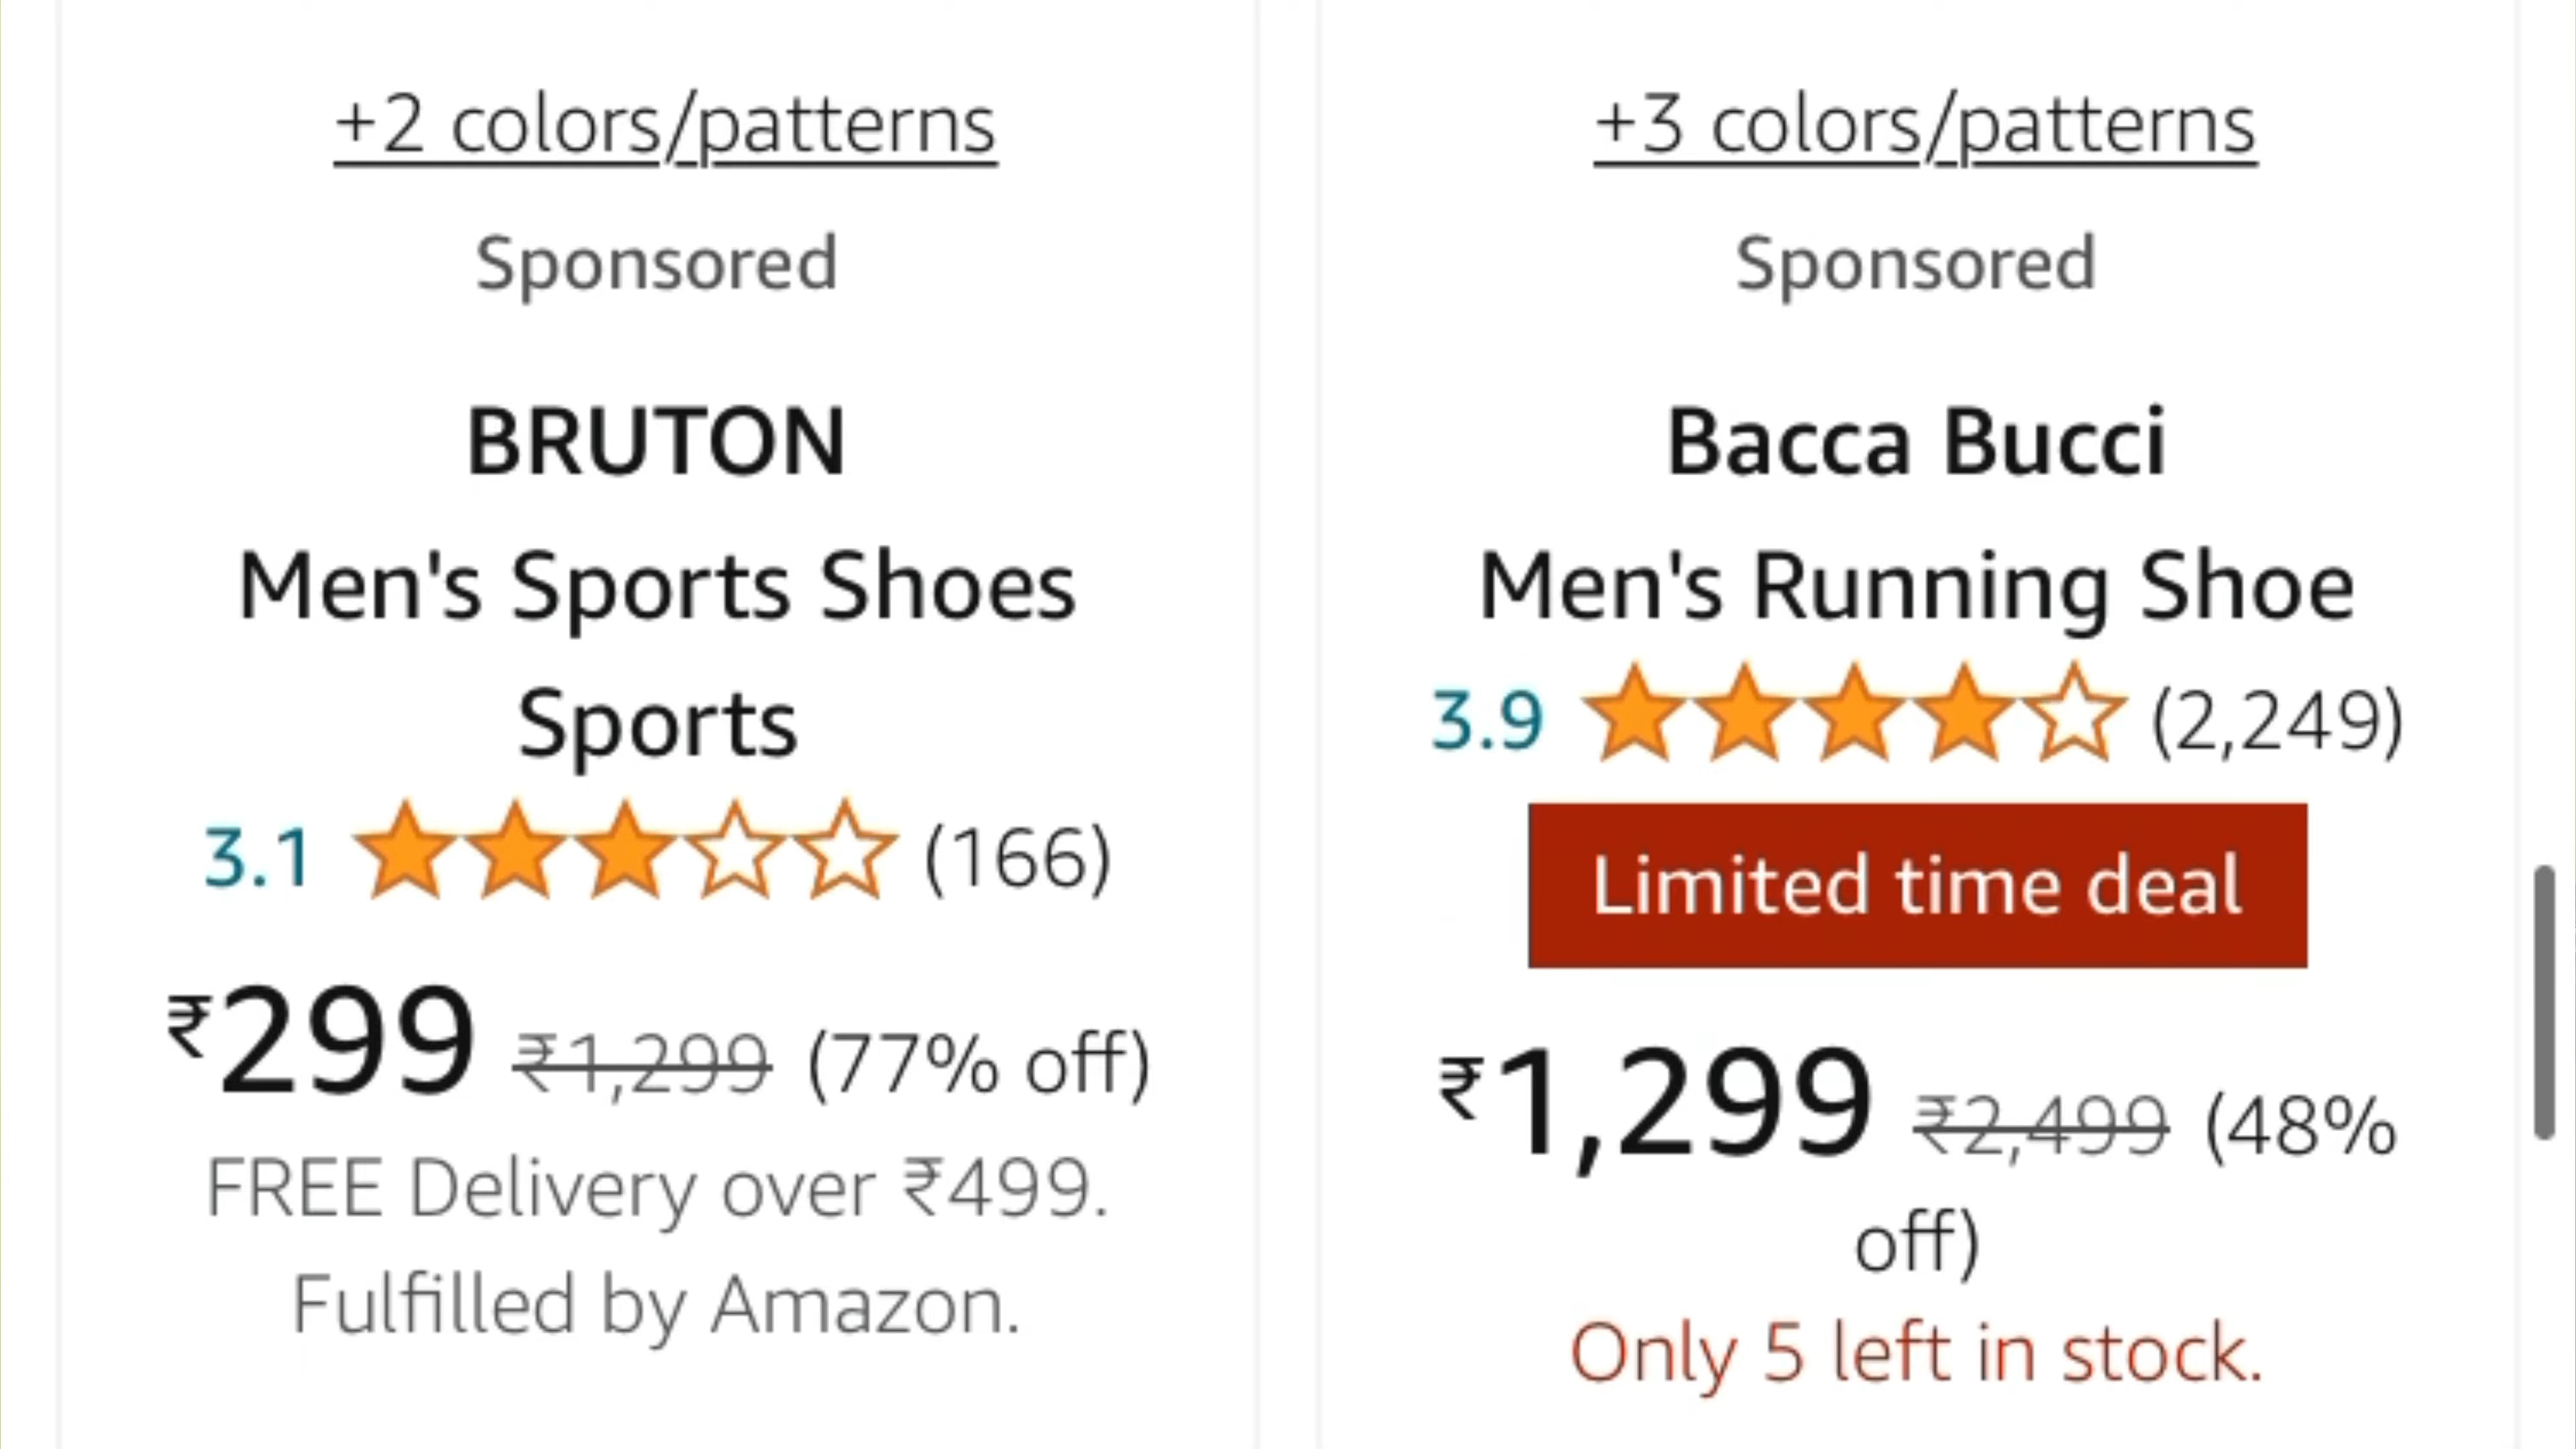 +2 colors/patterns
Sponsored
BRUTON
Men's Sports Shoes
Sports
3.1 (166)
₹299 ₹1,299 (77% off)
FREE Delivery over ₹499.
Fulfilled by Amazon.
+3 colors/patterns
Sponsored
Bacca Bucci
Men's Running Shoe
3.9 (2,249)
Limited time deal
₹1,299 ₹2,499 (48%
off)
Only 5 left in stock.